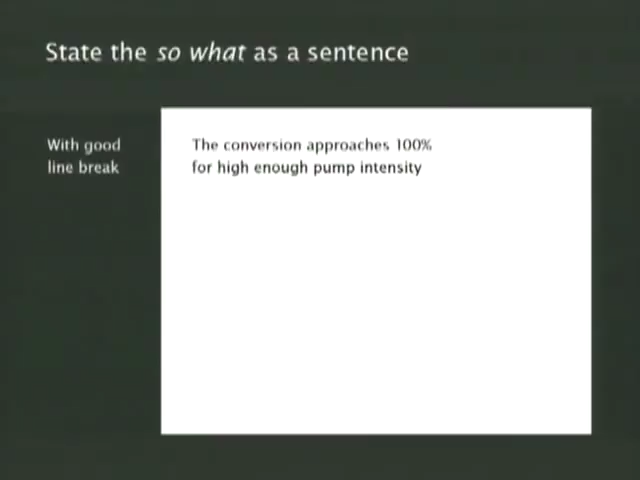 State the so what as a sentence
With good
line break
The conversion approaches 100%
for high enough pump intensity